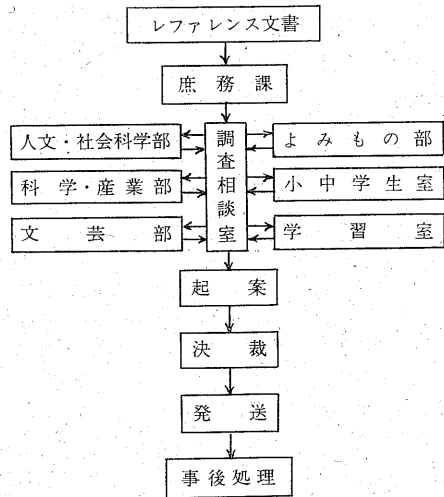 レファレンス文書
庶務課
人文・社会科学部
科学・産業部
文芸部
調査相談室
よみもの部
小中学生室
学習室
起案
決裁
発送
事後処理